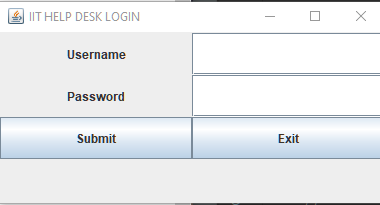 IIT HELP DESK LOGIN
Username
Password
Submit Exit